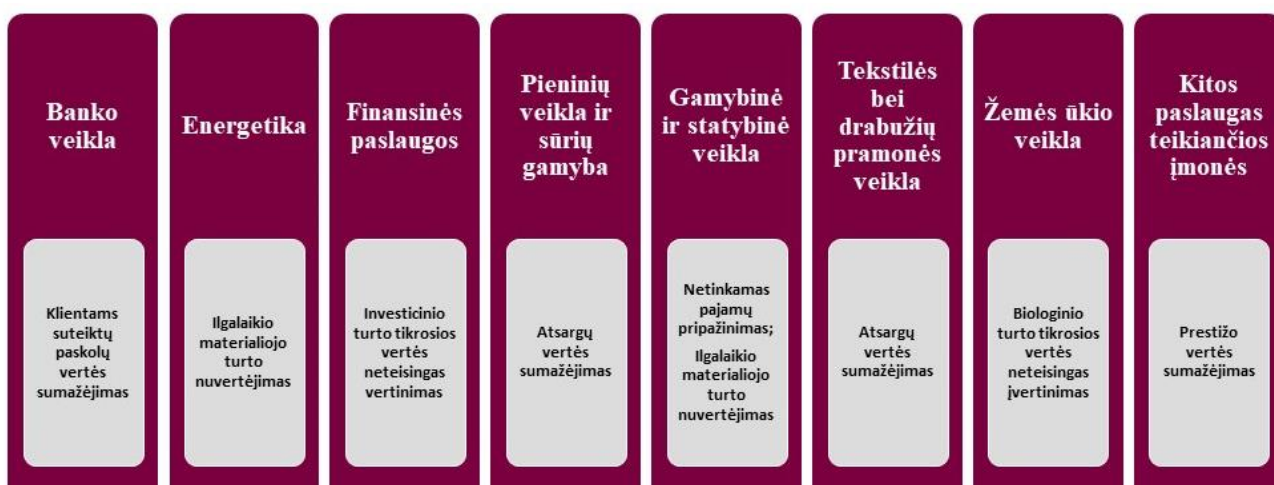 Banko
veikla
Klientams
suteiktų
paskolų
vertės
sumažėjimas
Energetika
Ilgalaikio
materialiojo
turto
nuvertėjimas
Finansinės
paslaugos
Investicinio
turto tikrosios
vertės
neteisingas
vertinimas
Pieninių
veikla ir
sūrių
gamyba
Atsargų
vertės
sumažėjimas
Gamybinė
ir statybinė
veikla
Netinkamas
pajamų
pripažinimas;
Ilgalaikio
materialiojo
turto
nuvertėjimas
Tekstilės
bei
drabužių
pramonės
veikla
Atsargų
vertės
sumažėjimas
Žemės ūkio
veikla
Biologinio
turto tikrosios
vertės
neteisingas
įvertinimas
Kitos
paslaugas
teikiančios
įmonės
Prestižo
vertės
sumažėjimas